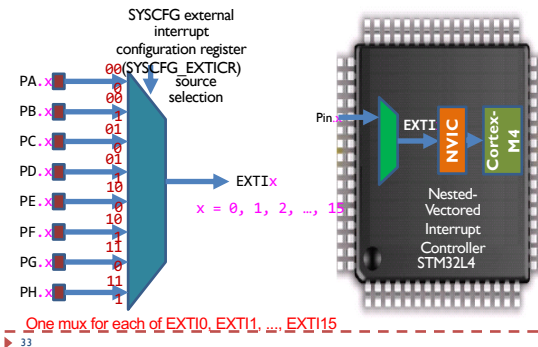 SYSCFG external
interrupt
configuration register
(SYSCFG_EXTICR)
source
selection
PA.x
000
PB.x
001
PC.x
010
PD.x
011
PE.x
100
PF.x
101
PG.x
110
PH.x
111
EXTIx
x = 0, 1, 2, …, 15
Pin.x
EXTI
NVIC
Cortex-
M4
Nested-
Vectored
Interrupt
Controller
STM32L4
One mux for each of EXTI0, EXTI1, ..., EXTI15
33